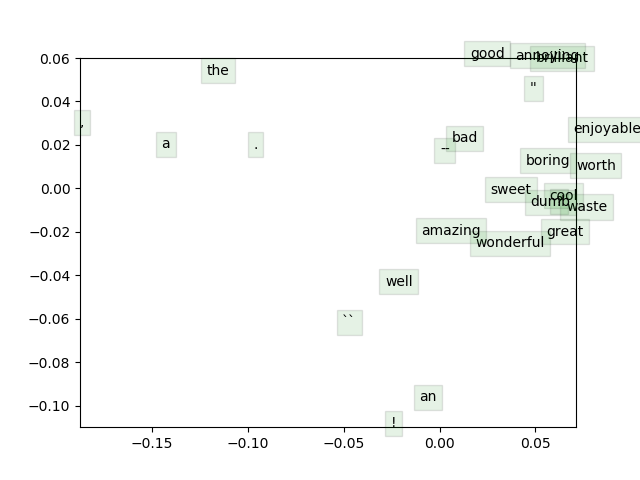 good annoying brilliant
0.06
the
0.04
"
,
enjoyable
0.02
a
.
--
bad
boring
worth
0.00
sweet
cool
dumb
waste
−0.02
amazing
great
wonderful
−0.04
well
−0.06
``
−0.08
an
−0.10
!
−0.15 −0.10 −0.05 0.00 0.05